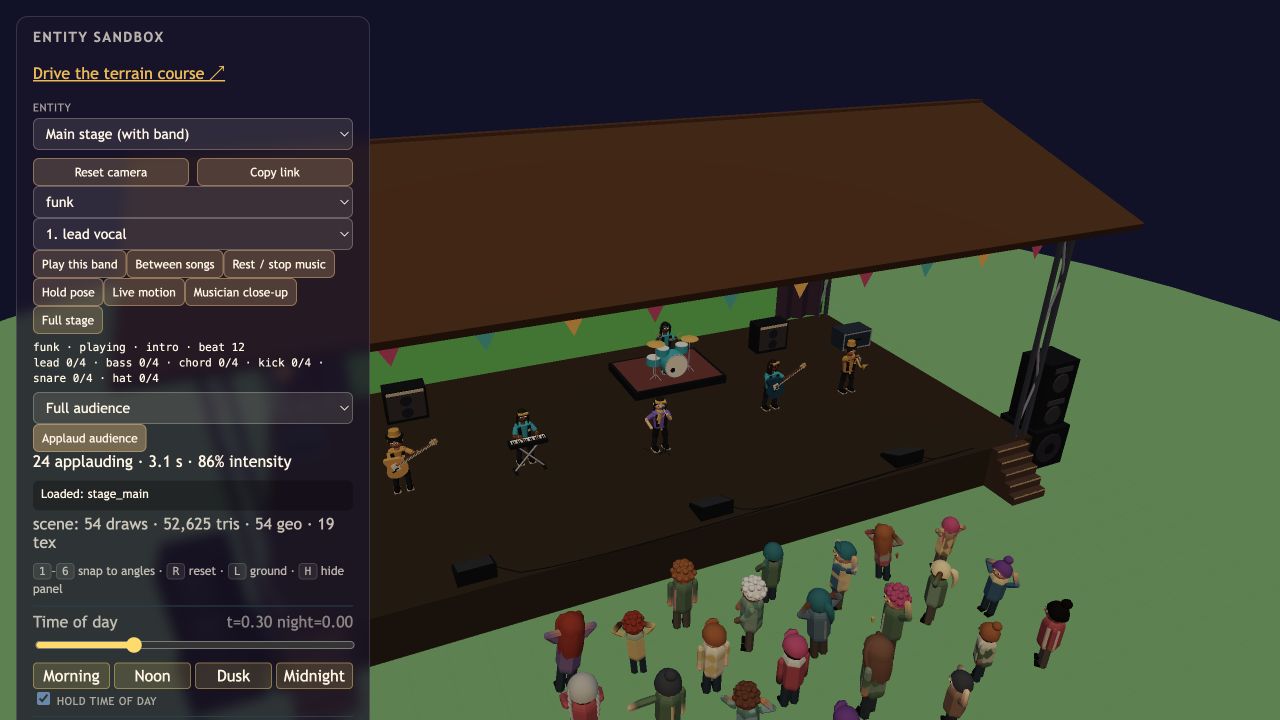 ENTITY SANDBOX
Drive the terrain course ↗
ENTITY
Main stage (with band)
Reset camera Copy link
funk
1. lead vocal
Play this band Between songs Rest / stop music
Hold pose Live motion Musician close-up
Full stage
funk · playing · intro · beat 12
lead 0/4 · bass 0/4 · chord 0/4 · kick 0/4 ·
snare 0/4 · hat 0/4
Full audience
Applaud audience
24 applauding · 3.1 s · 86% intensity
Loaded: stage_main
scene: 54 draws · 52,625 tris · 54 geo · 19
tex
1-6 snap to angles · R reset · L ground · H hide
panel
Time of day t=0.30 night=0.00
Morning Noon Dusk Midnight
HOLD TIME OF DAY